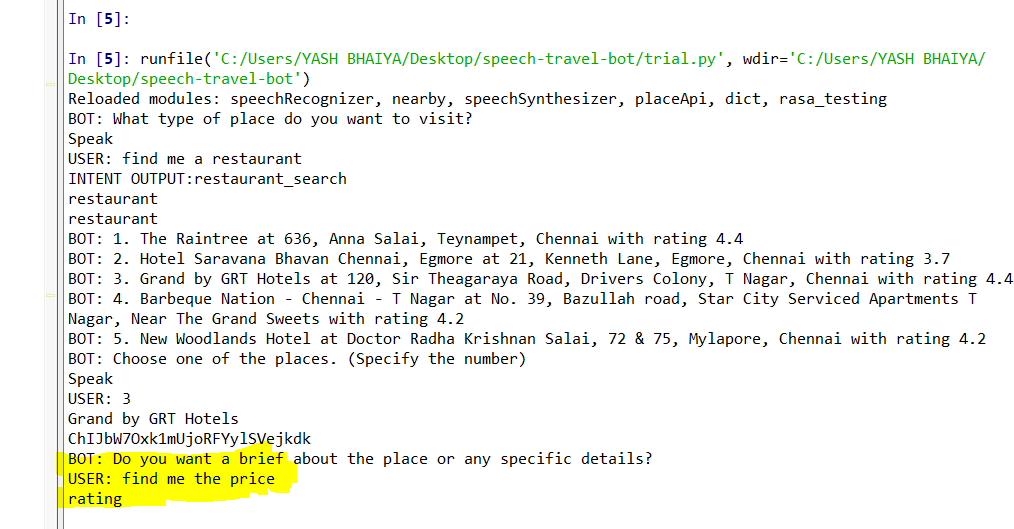 In [5]:
In [5]: runfile('C:/Users/YASH BHAIYA/Desktop/speech-travel-bot/trial.py', wdir='C:/Users/YASH BHAIYA/
Desktop/speech-travel-bot')
Reloaded modules: speechRecognizer, nearby, speechSynthesizer, placeApi, dict, rasa_testing
BOT: What type of place do you want to visit?
Speak
USER: find me a restaurant
INTENT OUTPUT:restaurant_search
restaurant
restaurant
BOT: 1. The Raintree at 636, Anna Salai, Teynampet, Chennai with rating 4.4
BOT: 2. Hotel Saravana Bhavan Chennai, Egmore at 21, Kenneth Lane, Egmore, Chennai with rating 3.7
BOT: 3. Grand by GRT Hotels at 120, Sir Theagaraya Road, Drivers Colony, T Nagar, Chennai with rating 4.4
BOT: 4. Barbeque Nation - Chennai - T Nagar at No. 39, Bazullah road, Star City Serviced Apartments T
Nagar, Near The Grand Sweets with rating 4.2
BOT: 5. New Woodlands Hotel at Doctor Radha Krishnan Salai, 72 & 75, Mylapore, Chennai with rating 4.2
BOT: Choose one of the places. (Specify the number)
Speak
USER: 3
Grand by GRT Hotels
ChIJbW7Oxk1mUjoRFYylSVejkdk
BOT: Do you want a brief about the place or any specific details?
USER: find me the price
rating